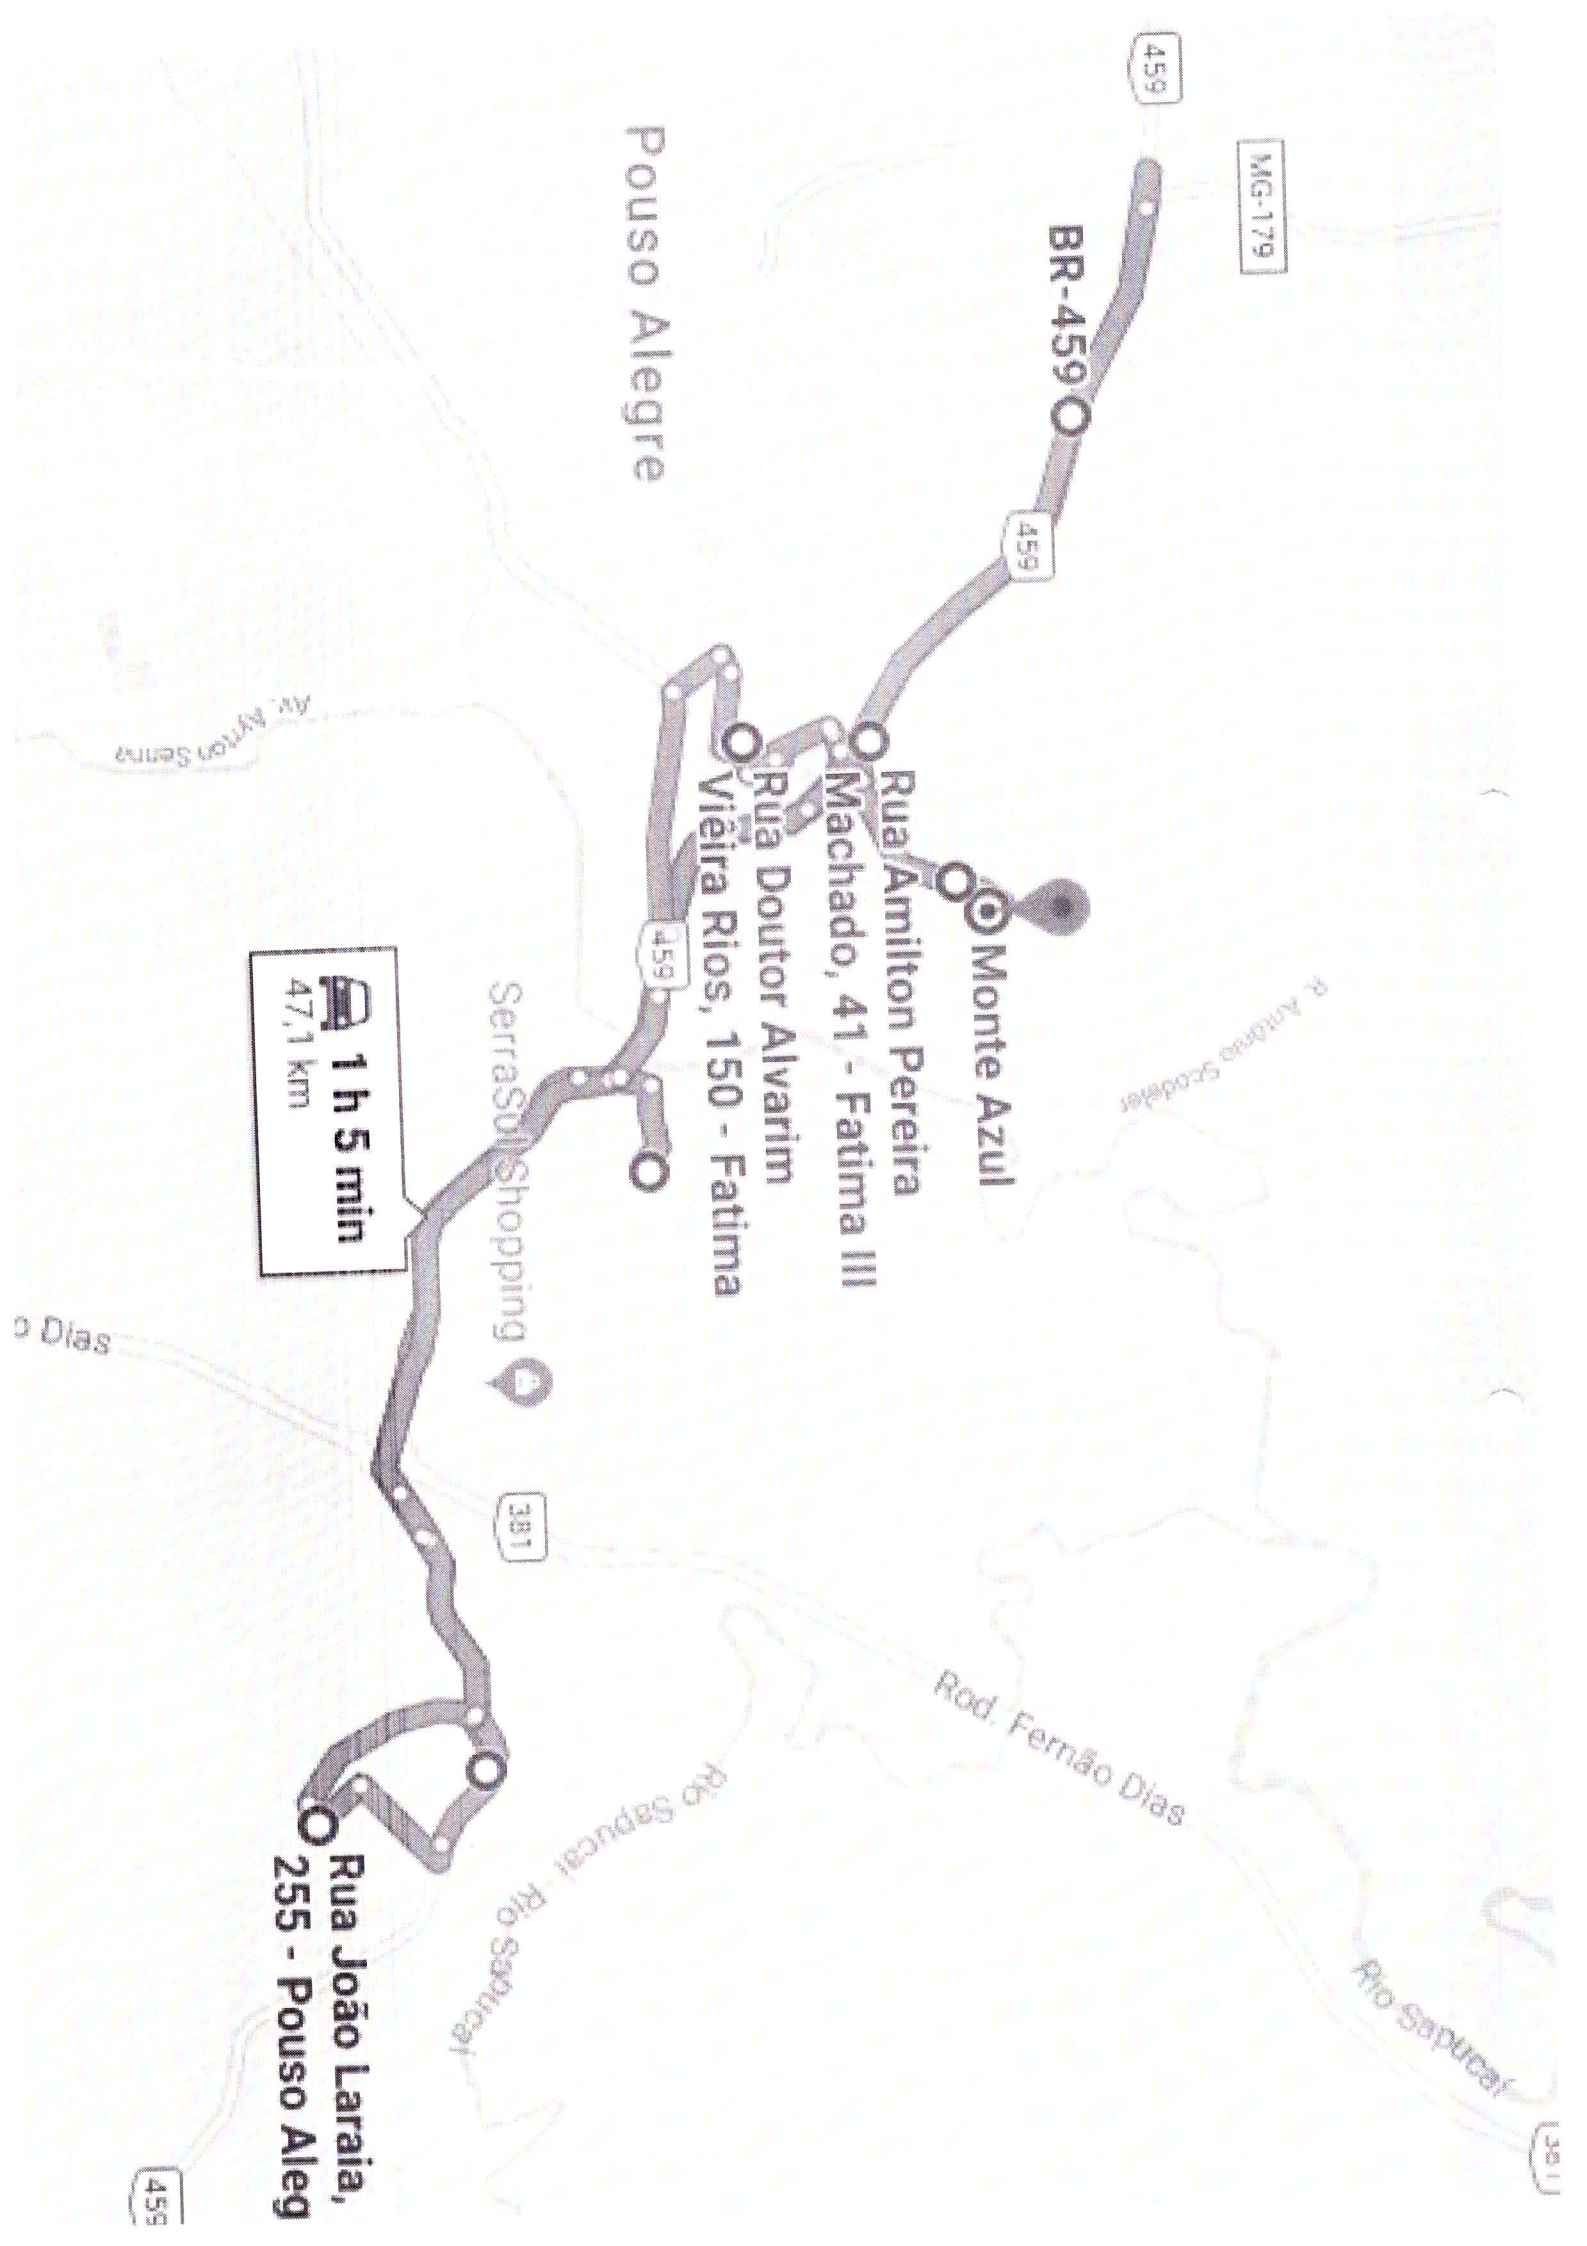 459
MG-179
BR-459
Pouso Alegre
459
Av. Ayrton Senna
Monte Azul
Rua Amilton Pereira
Machado, 41 - Fatima III
Rua Doutor Alvarim
Vieira Rios, 150 - Fatima
459
R. Antônio Scodeler
SerraSul Shopping
1 h 5 min
47,1 km
o Dias
381
Rod. Fernão Dias
Rio Sapucaí
Rio Sapucaí
Rio Sapucaí
Rua João Laraia,
255 - Pouso Aleg
381
459